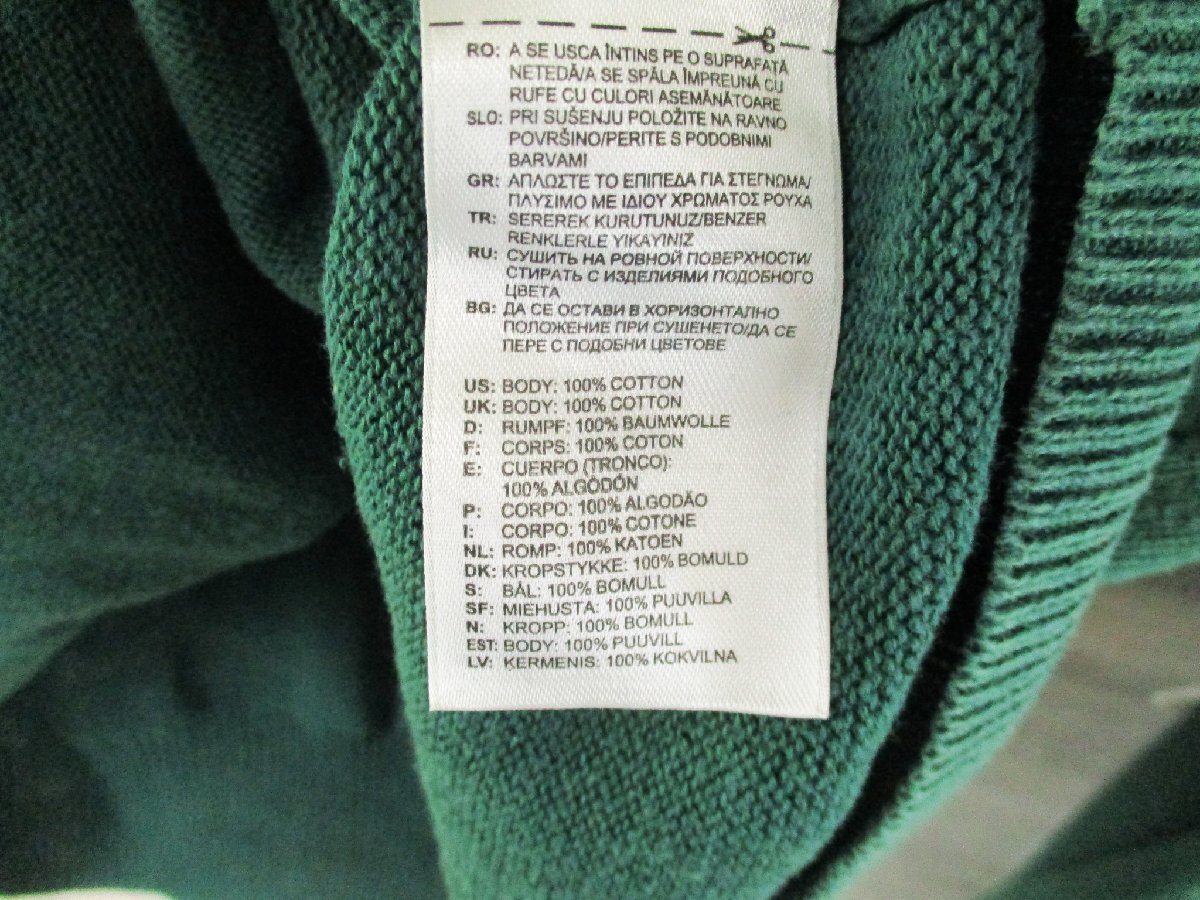 RO: A SE USCA ÎNTINS PE O SUPRAFAȚĂ
NETEDĂ/A SE SPĂLA ÎMPREUNĂ CU
RUFE CU CULORI ASEMĂNĂTOARE
SLO: PRI SUŠENJU POLOŽITE NA RAVNO
POVRŠINO/PERITE S PODOBNIMI
BARVAMI
GR: ΑΠΛΩΣΤΕ ΤΟ ΕΠΙΠΕΔΑ ΓΙΑ ΣΤΕΓΝΩΜΑ/
ΠΛΥΣΙΜΟ ΜΕ ΙΔΙΟΥ ΧΡΩΜΑΤΟΣ ΡΟΥΧΑ
TR: SEREREK KURUTUNUZ/BENZER
RENKLERLE YIKAYINIZ
RU: СУШИТЬ НА РОВНОЙ ПОВЕРХНОСТИ/
СТИРАТЬ С ИЗДЕЛИЯМИ ПОДОБНОГО
ЦВЕТА
BG: ДА СЕ ОСТАВИ В ХОРИЗОНТАЛНО
ПОЛОЖЕНИЕ ПРИ СУШЕНЕТО/ДА СЕ
ПЕРЕ С ПОДОБНИ ЦВЕТОВЕ
US: BODY: 100% COTTON
UK: BODY: 100% COTTON
D: RUMPF: 100% BAUMWOLLE
F: CORPS: 100% COTON
E: CUERPO (TRONCO):
100% ALGODÓN
P: CORPO: 100% ALGODÃO
I: CORPO: 100% COTONE
NL: ROMP: 100% KATOEN
DK: KROPSTYKKE: 100% BOMULD
S: BÅL: 100% BOMULL
SF: MIEHUSTA: 100% PUUVILLA
N: KROPP: 100% BOMULL
EST: BODY: 100% PUUVILL
LV: KERMENIS: 100% KOKVILNA